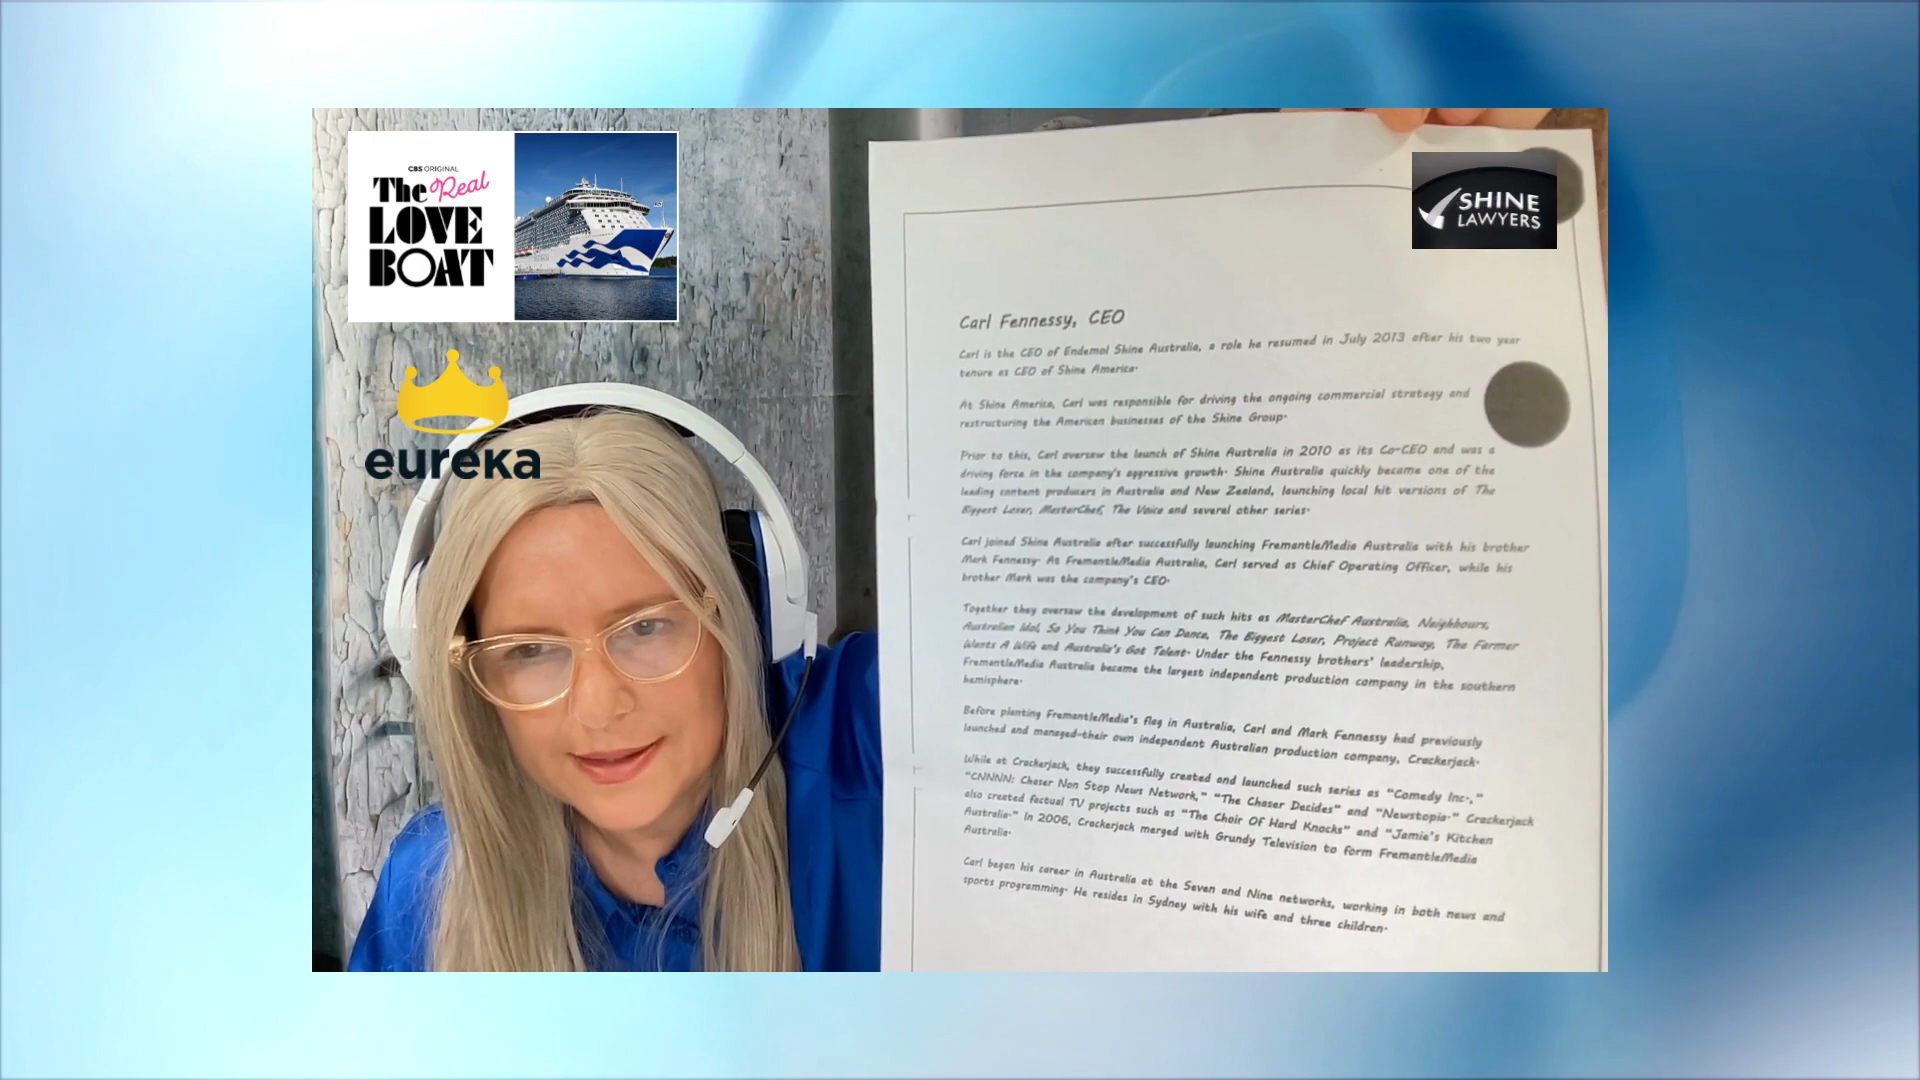 CBS ORIGINAL
The Real
LOVE
BOAT
eureka
SHINE
LAWYERS
Carl Fennessy, CEO
Carl is the CEO of Endemol Shine Australia, a role he resumed in July 2013 after his two year
tenure as CEO of Shine America.
At Shine America, Carl was responsible for driving the ongoing commercial strategy and
restructuring the American businesses of the Shine Group.
Prior to this, Carl oversaw the launch of Shine Australia in 2010 as its Co-CEO and was a
driving force in the company's aggressive growth. Shine Australia quickly became one of the
leading content producers in Australia and New Zealand, launching local hit versions of The
Biggest Loser, MasterChef, The Voice and several other series.
Carl joined Shine Australia after successfully launching FremantleMedia Australia with his brother
Mark Fennessy. At FremantleMedia Australia, Carl served as Chief Operating Officer, while his
brother Mark was the company's CEO.
Together they oversaw the development of such hits as MasterChef Australia, Neighbours,
Australian Idol, So You Think You Can Dance, The Biggest Loser, Project Runway, The Farmer
Wants A Wife and Australia's Got Talent. Under the Fennessy brothers' leadership,
FremantleMedia Australia became the largest independent production company in the southern
hemisphere.
Before planting FremantleMedia's flag in Australia, Carl and Mark Fennessy had previously
launched and managed-their own independent Australian production company, Crackerjack.
While at Crackerjack, they successfully created and launched such series as "Comedy Inc.,"
"CNNNN: Chaser Non Stop News Network," "The Chaser Decides" and "Newstopia." Crackerjack
also created factual TV projects such as "The Choir Of Hard Knocks" and "Jamie's Kitchen
Australia." In 2006, Crackerjack merged with Grundy Television to form FremantleMedia
Australia.
Carl began his career in Australia at the Seven and Nine networks, working in both news and
sports programming. He resides in Sydney with his wife and three children.